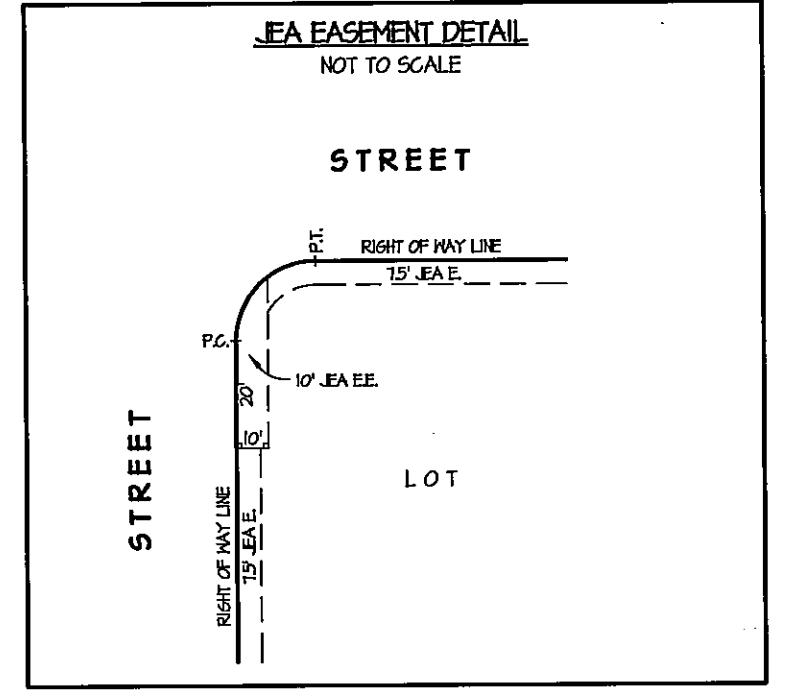 JEA EASEMENT DETAIL
NOT TO SCALE
STREET
P.T.
RIGHT OF WAY LINE
7.5' JEA E.
P.C.
10' JEA E.E.
20'
10'
STREET
LOT
RIGHT OF WAY LINE
7.5' JEA E.